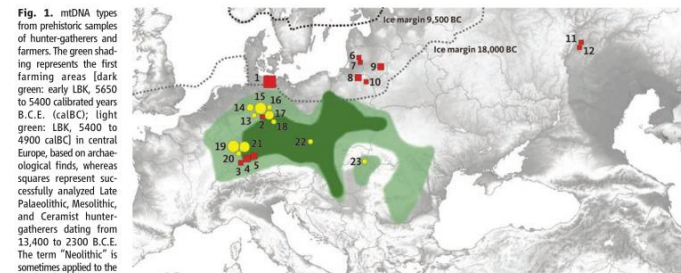 Fig. 1. mtDNA types
from prehistoric samples
of hunter-gatherers and
farmers. The green shad-
ing represents the first
farming areas [dark
green: early LBK, 5650
to 5400 calibrated years
B.C.E. (calBC); light
green: LBK, 5400 to
4900 calBC] in central
Europe, based on archae-
ological finds, whereas
squares represent suc-
cessfully analyzed Late
Palaeolithic, Mesolithic,
and Ceramist hunter-
gatherers dating from
13,400 to 2300 B.C.E.
The term "Neolithic" is
sometimes applied to the
Ice margin 9,500 BC
Ice margin 18,000 BC
11
12
6
7
9
8
10
1
15
16
14
17
13
2
18
19
21
22
20
5
3
4
23